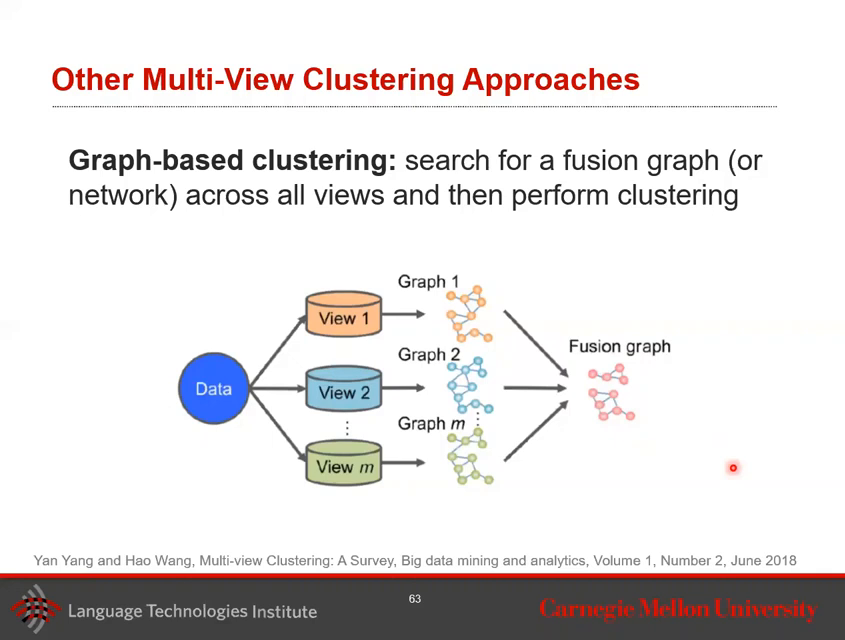 Other Multi-View Clustering Approaches
Graph-based clustering: search for a fusion graph (or
network) across all views and then perform clustering
Data
View 1
Graph 1
View 2
Graph 2
View m
Graph m
Fusion graph
Yan Yang and Hao Wang, Multi-view Clustering: A Survey, Big data mining and analytics, Volume 1, Number 2, June 2018
Language Technologies Institute
63
Carnegie Mellon University